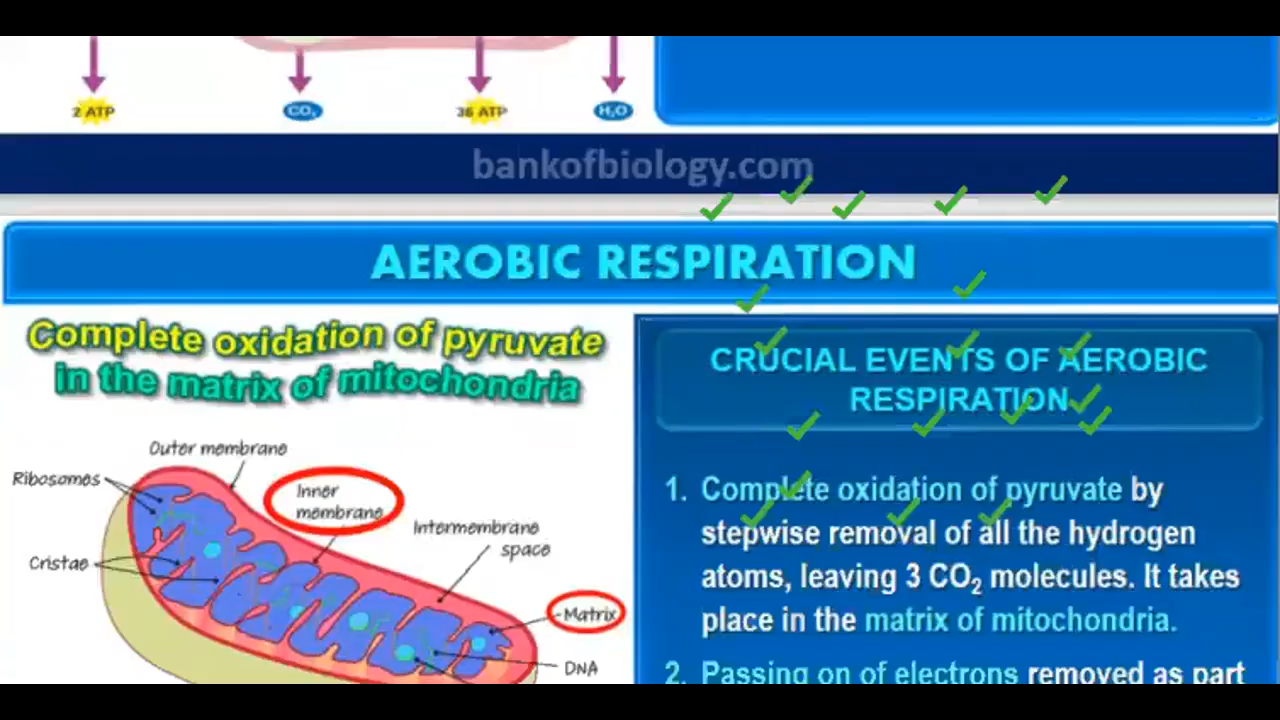 2 ATP
CO₂
36 ATP
H₂O
bankofbiology.com
AEROBIC RESPIRATION
Complete oxidation of pyruvate
in the matrix of mitochondria
Outer membrane
Ribosomes
Inner
membrane
Intermembrane
space
Cristae
Matrix
DNA
CRUCIAL EVENTS OF AEROBIC
RESPIRATION
1. Complete oxidation of pyruvate by
stepwise removal of all the hydrogen
atoms, leaving 3 CO₂ molecules. It takes
place in the matrix of mitochondria.
2. Passing on of electrons removed as part